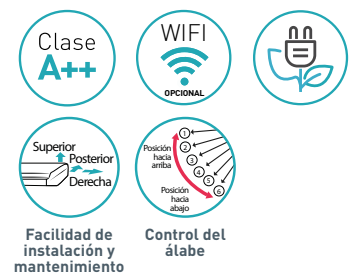 Clase
A++
WIFI
OPCIONAL
Superior
Posterior
Derecha
Posición
hacia
arriba
1
2
3
4
5
6
Posición
hacia
abajo
Facilidad de
instalación y
mantenimiento
Control del
álabe